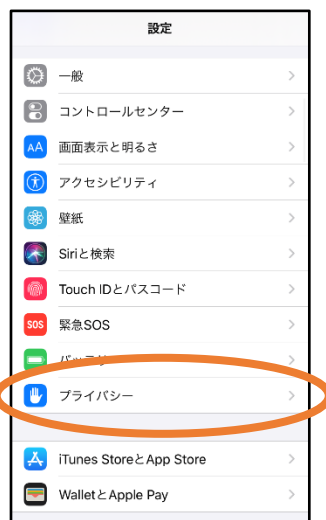 設定
一般
コントロールセンター
AA 画面表示と明るさ
アクセシビリティ
壁紙
Siriと検索
Touch IDとパスコード
SOS 緊急SOS
プライバシー
iTunes StoreとApp Store
WalletとApple Pay